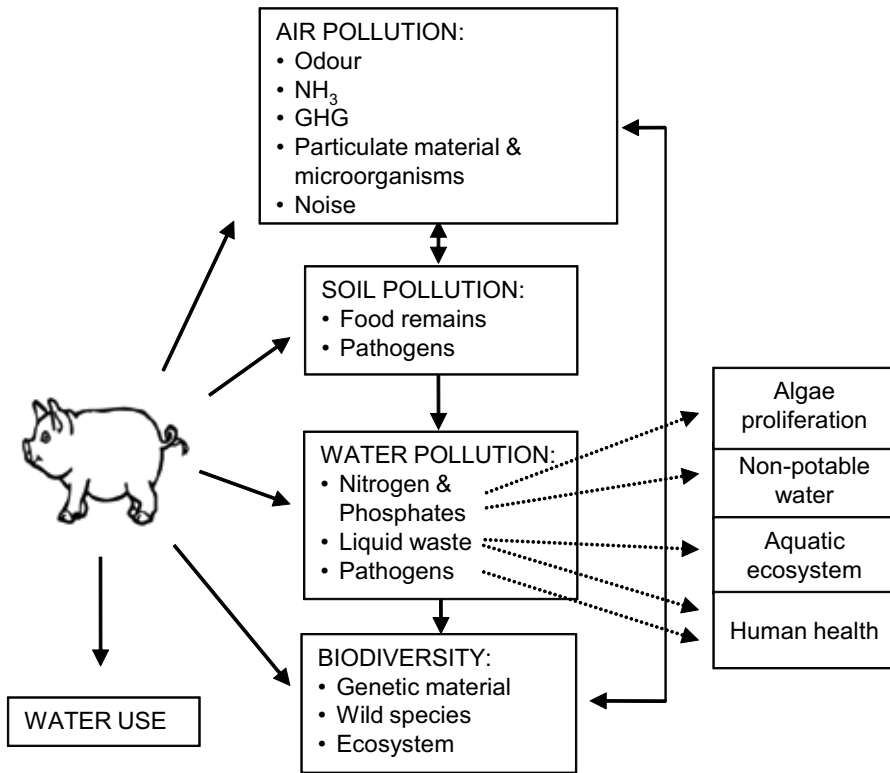 AIR POLLUTION:
• Odour
• NH₃
• GHG
• Particulate material &
microorganisms
• Noise
SOIL POLLUTION:
• Food remains
• Pathogens
WATER POLLUTION:
• Nitrogen &
Phosphates
• Liquid waste
• Pathogens
BIODIVERSITY:
• Genetic material
• Wild species
• Ecosystem
WATER USE
Algae
proliferation
Non-potable
water
Aquatic
ecosystem
Human health